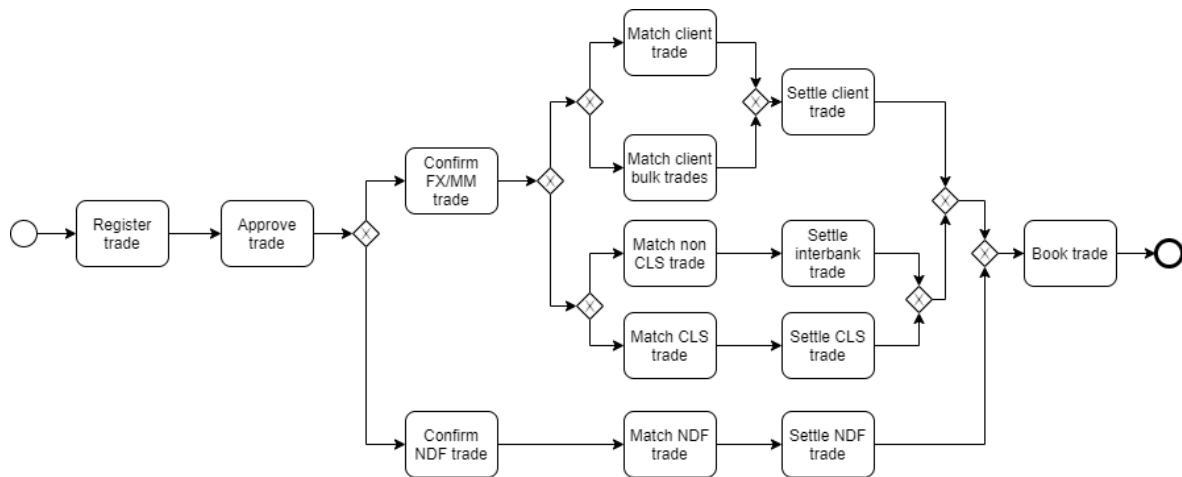 Match client
trade
Settle client
trade
Match client
bulk trades
Confirm
FX/MM
trade
Register
trade
Approve
trade
Match non
CLS trade
Settle
interbank
trade
Book trade
Match CLS
trade
Settle CLS
trade
Confirm
NDF trade
Match NDF
trade
Settle NDF
trade